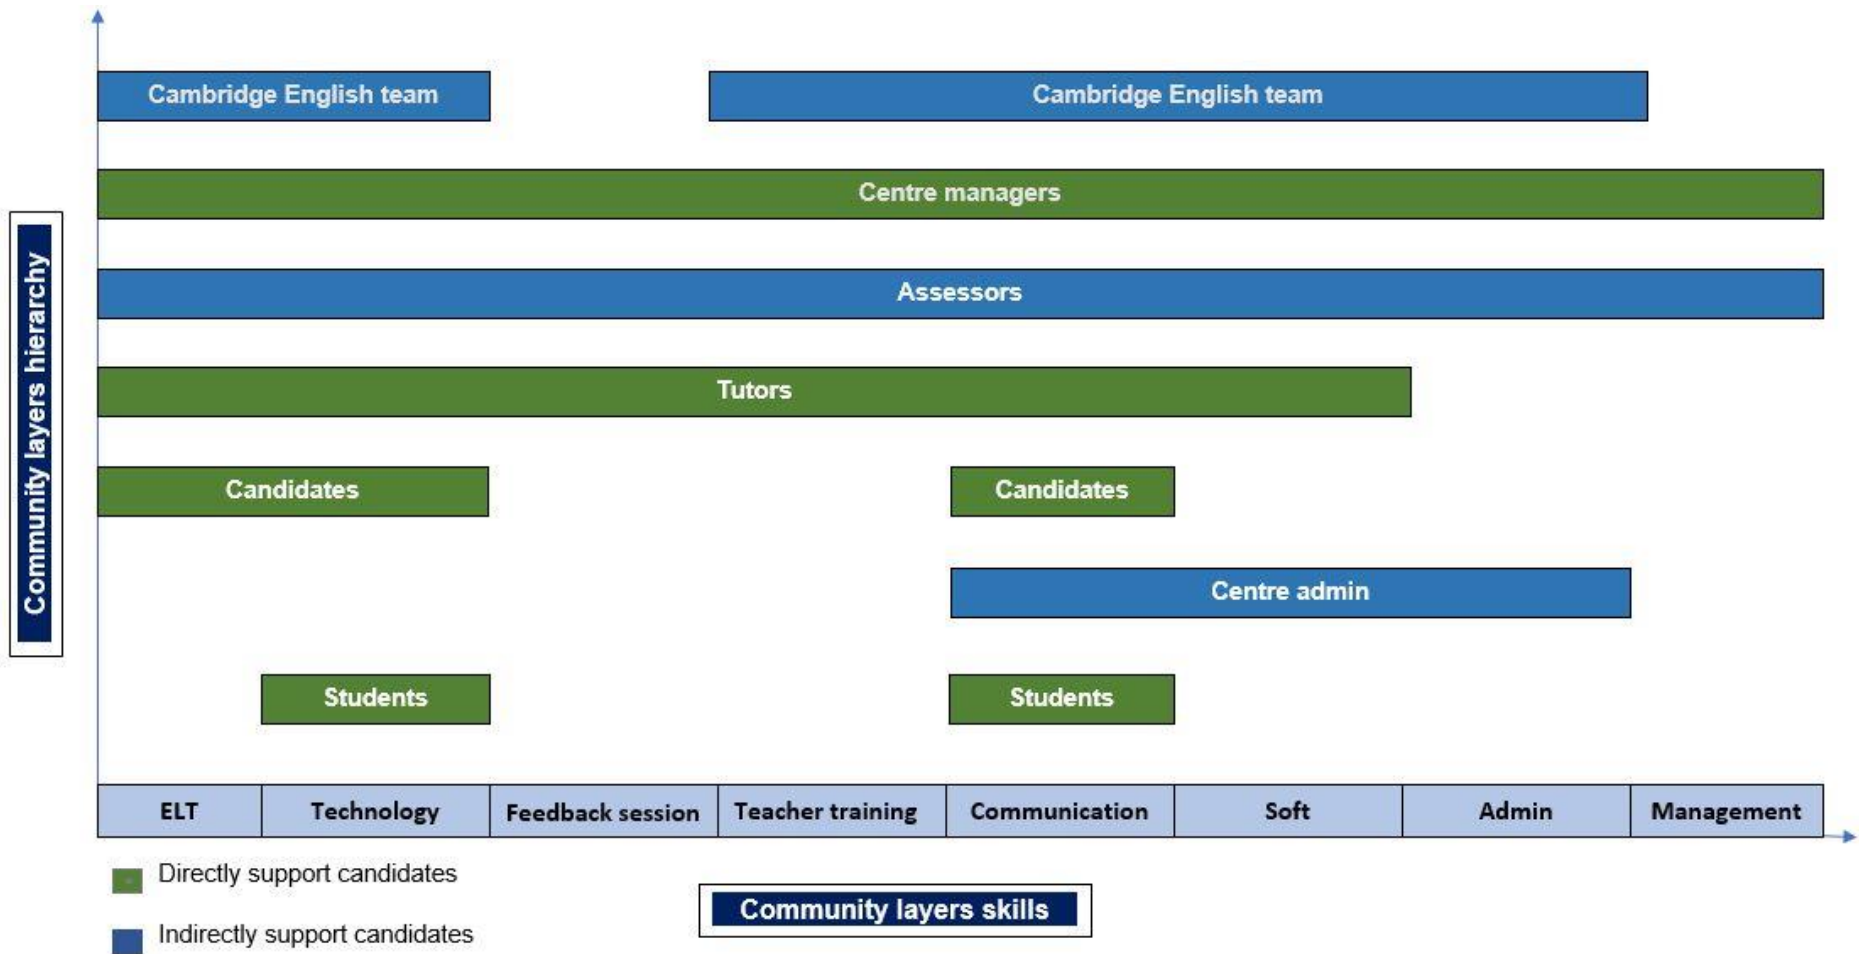 Cambridge English team
Cambridge English team
Centre managers
Assessors
Tutors
Candidates
Candidates
Centre admin
Students
Students
Community layers hierarchy
ELT
Technology
Feedback session
Teacher training
Communication
Soft
Admin
Management
Directly support candidates
Indirectly support candidates
Community layers skills